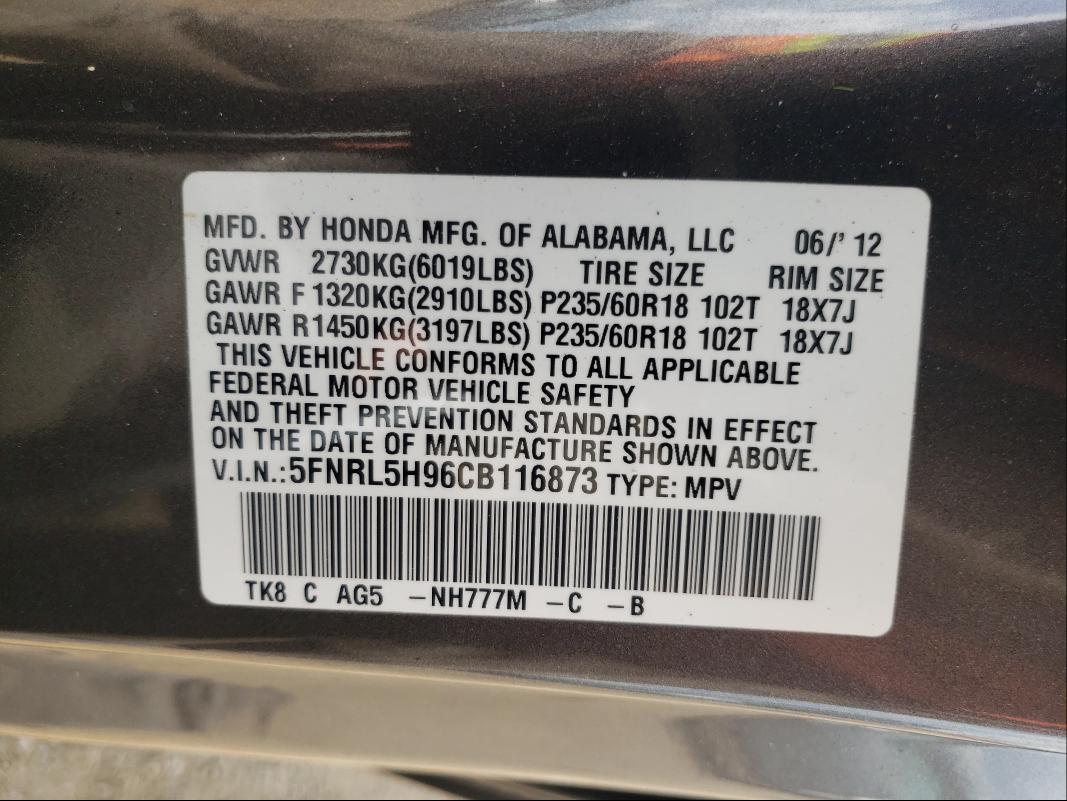 MFD. BY HONDA MFG. OF ALABAMA, LLC 06/' 12
GVWR 2730KG(6019LBS) TIRE SIZE RIM SIZE
GAWR F 1320KG(2910LBS) P235/60R18 102T 18X7J
GAWR R1450KG(3197LBS) P235/60R18 102T 18X7J
THIS VEHICLE CONFORMS TO ALL APPLICABLE
FEDERAL MOTOR VEHICLE SAFETY
AND THEFT PREVENTION STANDARDS IN EFFECT
ON THE DATE OF MANUFACTURE SHOWN ABOVE.
V.I.N.:5FNRL5H96CB116873 TYPE: MPV
TK8 C AG5 –NH777M –C –B